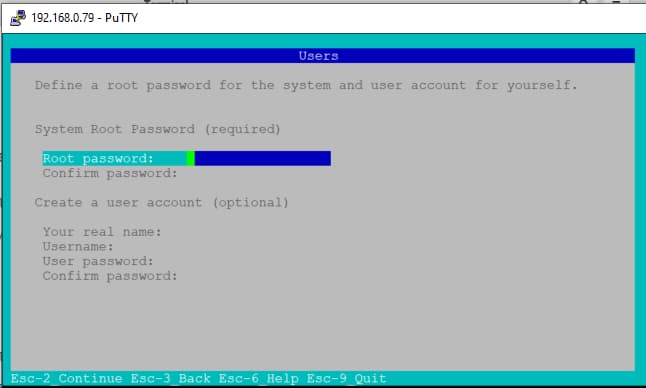 192.168.0.79 - PuTTY
Users
Define a root password for the system and user account for yourself.
System Root Password (required)
Root password:
Confirm password:
Create a user account (optional)
Your real name:
Username:
User password:
Confirm password:
Esc-2_Continue Esc-3_Back Esc-6_Help Esc-9_Quit